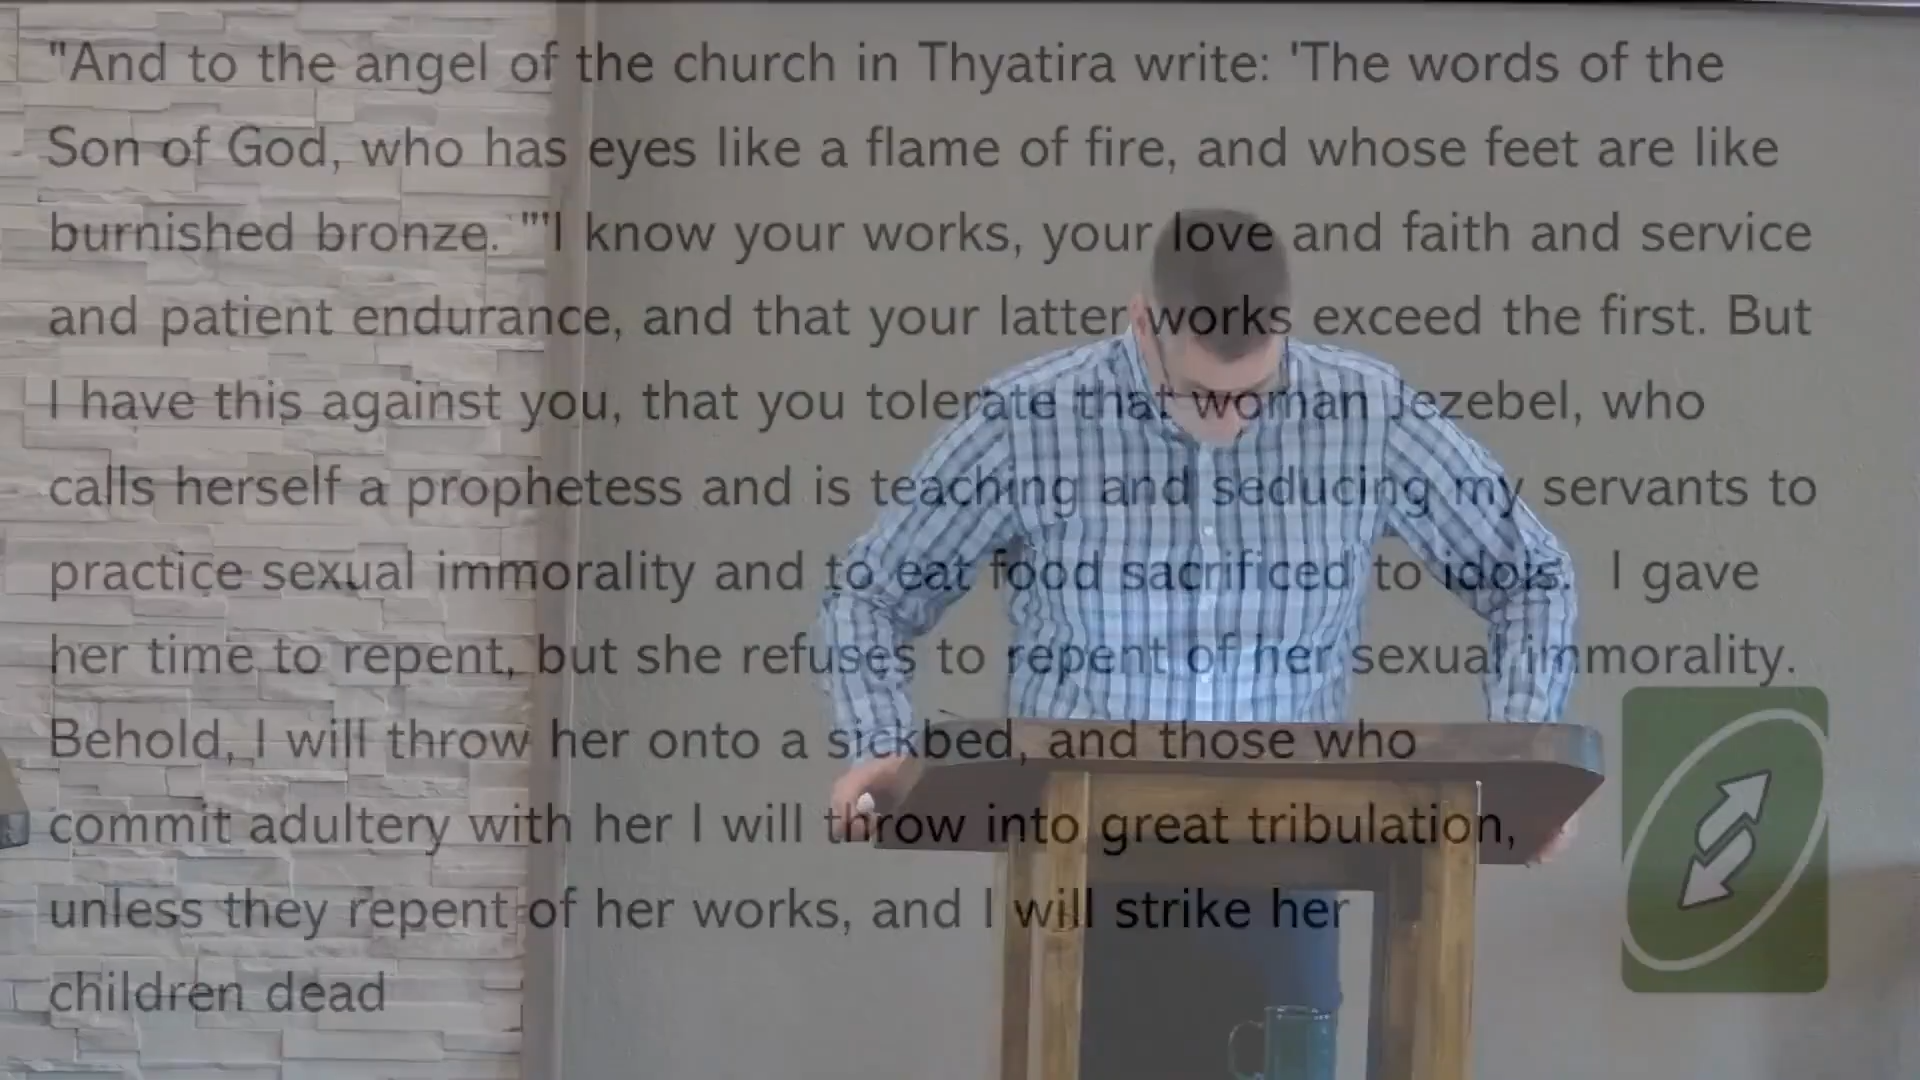 "And to the angel of the church in Thyatira write: 'The words of the
Son of God, who has eyes like a flame of fire, and whose feet are like
burnished bronze. "'I know your works, your love and faith and service
and patient endurance, and that your latter works exceed the first. But
I have this against you, that you tolerate that woman Jezebel, who
calls herself a prophetess and is teaching and seducing my servants to
practice sexual immorality and to eat food sacrificed to idols.  I gave
her time to repent, but she refuses to repent of her sexual immorality.
Behold, I will throw her onto a sickbed, and those who
commit adultery with her I will throw into great tribulation,
unless they repent of her works, and I will strike her
children dead